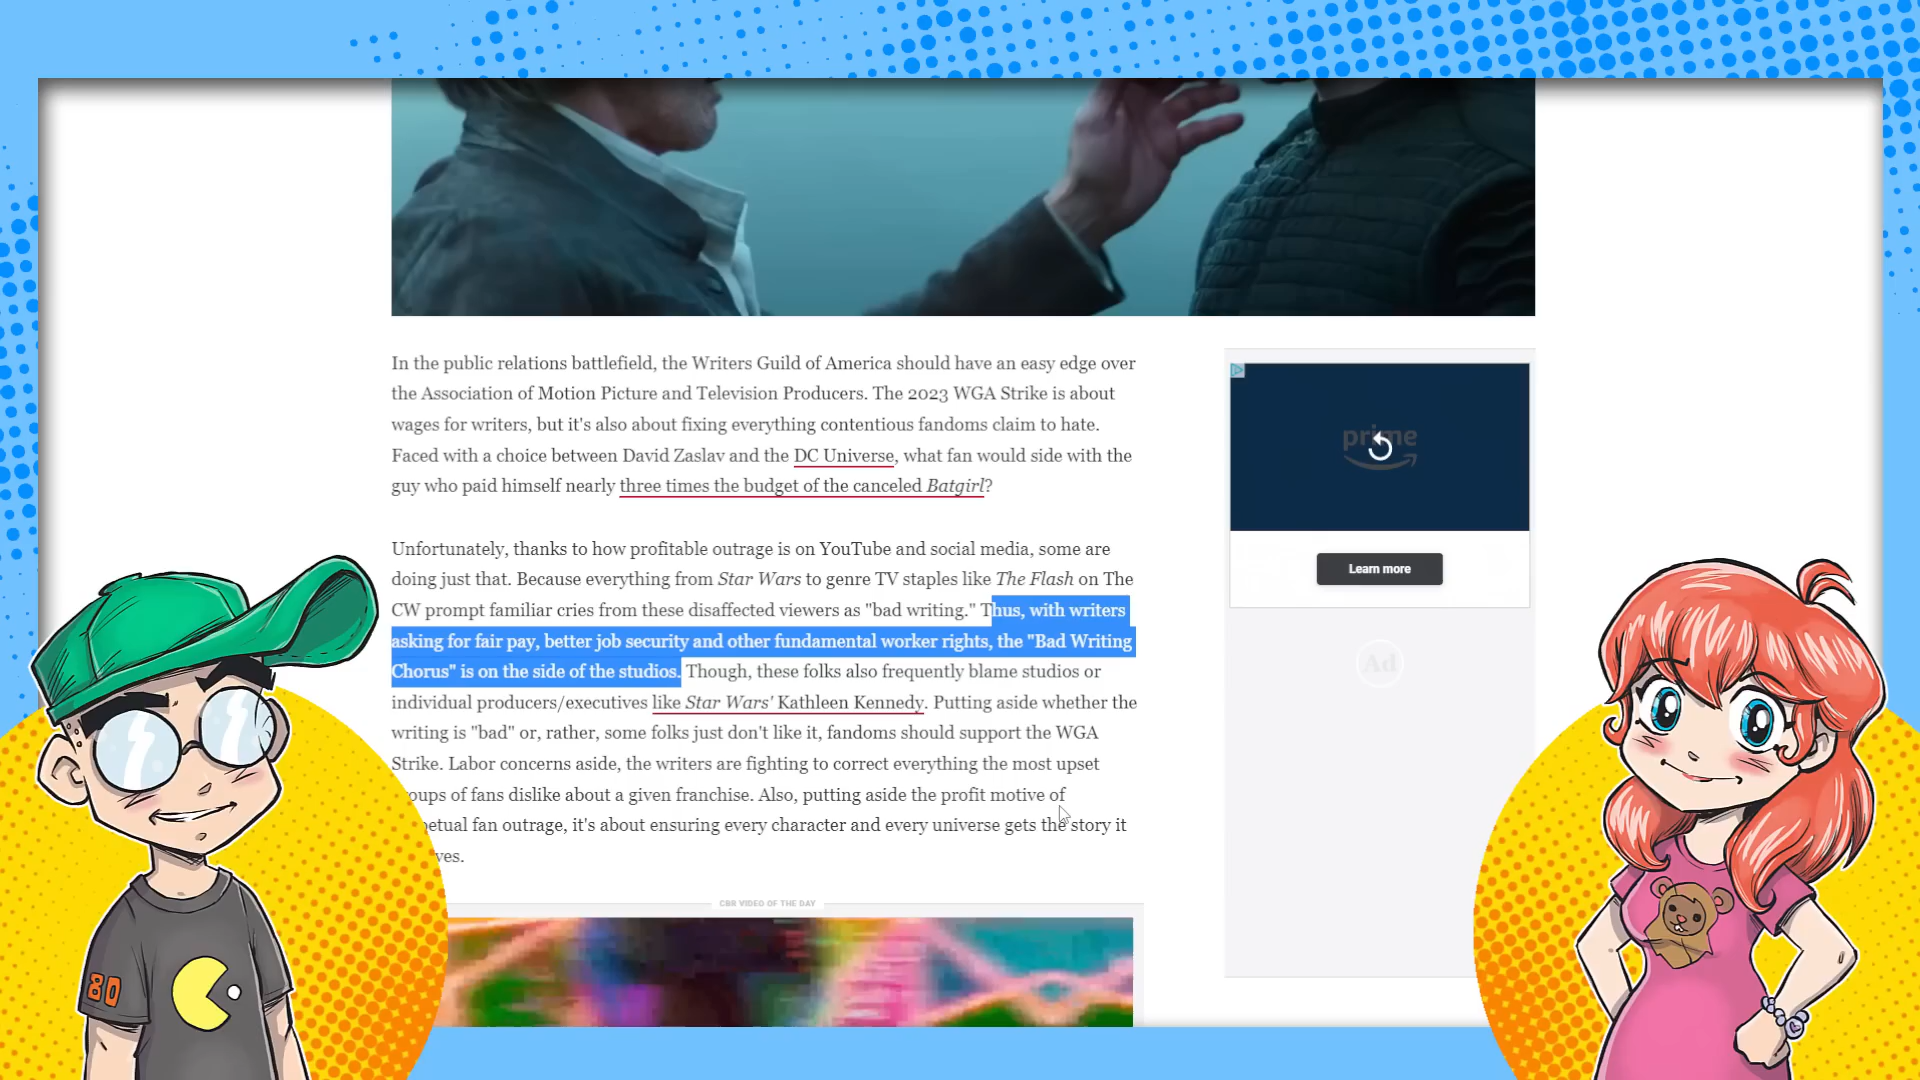 In the public relations battlefield, the Writers Guild of America should have an easy edge over
the Association of Motion Picture and Television Producers. The 2023 WGA Strike is about
wages for writers, but it's also about fixing everything contentious fandoms claim to hate.
Faced with a choice between David Zaslav and the DC Universe, what fan would side with the
guy who paid himself nearly three times the budget of the canceled Batgirl?
Unfortunately, thanks to how profitable outrage is on YouTube and social media, some are
doing just that. Because everything from Star Wars to genre TV staples like The Flash on The
CW prompt familiar cries from these disaffected viewers as "bad writing." Thus, with writers
asking for fair pay, better job security and other fundamental worker rights, the "Bad Writing
Chorus" is on the side of the studios. Though, these folks also frequently blame studios or
individual producers/executives like Star Wars' Kathleen Kennedy. Putting aside whether the
writing is "bad" or, rather, some folks just don't like it, fandoms should support the WGA
Strike. Labor concerns aside, the writers are fighting to correct everything the most upset
oups of fans dislike about a given franchise. Also, putting aside the profit motive of
petual fan outrage, it's about ensuring every character and every universe gets the story it
ves.
CBR VIDEO OF THE DAY
prime
Learn more
Ad
80